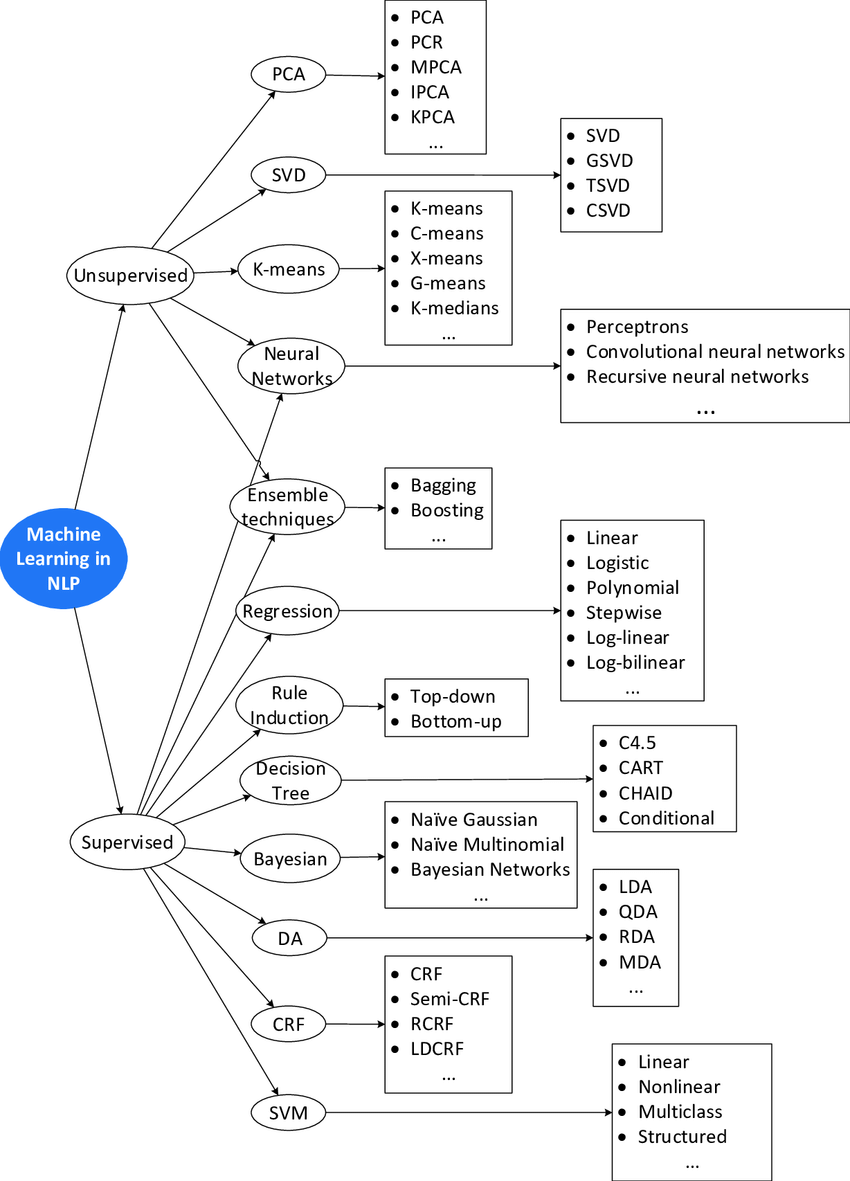 PCA
• PCA
• PCR
• MPCA
• IPCA
• KPCA
...
SVD
• SVD
• GSVD
• TSVD
• CSVD
Unsupervised
K-means
• K-means
• C-means
• X-means
• G-means
• K-medians
...
Neural
Networks
• Perceptrons
• Convolutional neural networks
• Recursive neural networks
...
Machine
Learning in
NLP
Ensemble
techniques
• Bagging
• Boosting
...
Regression
• Linear
• Logistic
• Polynomial
• Stepwise
• Log-linear
• Log-bilinear
...
Rule
Induction
• Top-down
• Bottom-up
Decision
Tree
• C4.5
• CART
• CHAID
• Conditional
Supervised
Bayesian
• Naïve Gaussian
• Naïve Multinomial
• Bayesian Networks
...
DA
• LDA
• QDA
• RDA
• MDA
...
CRF
• CRF
• Semi-CRF
• RCRF
• LDCRF
...
SVM
• Linear
• Nonlinear
• Multiclass
• Structured
...